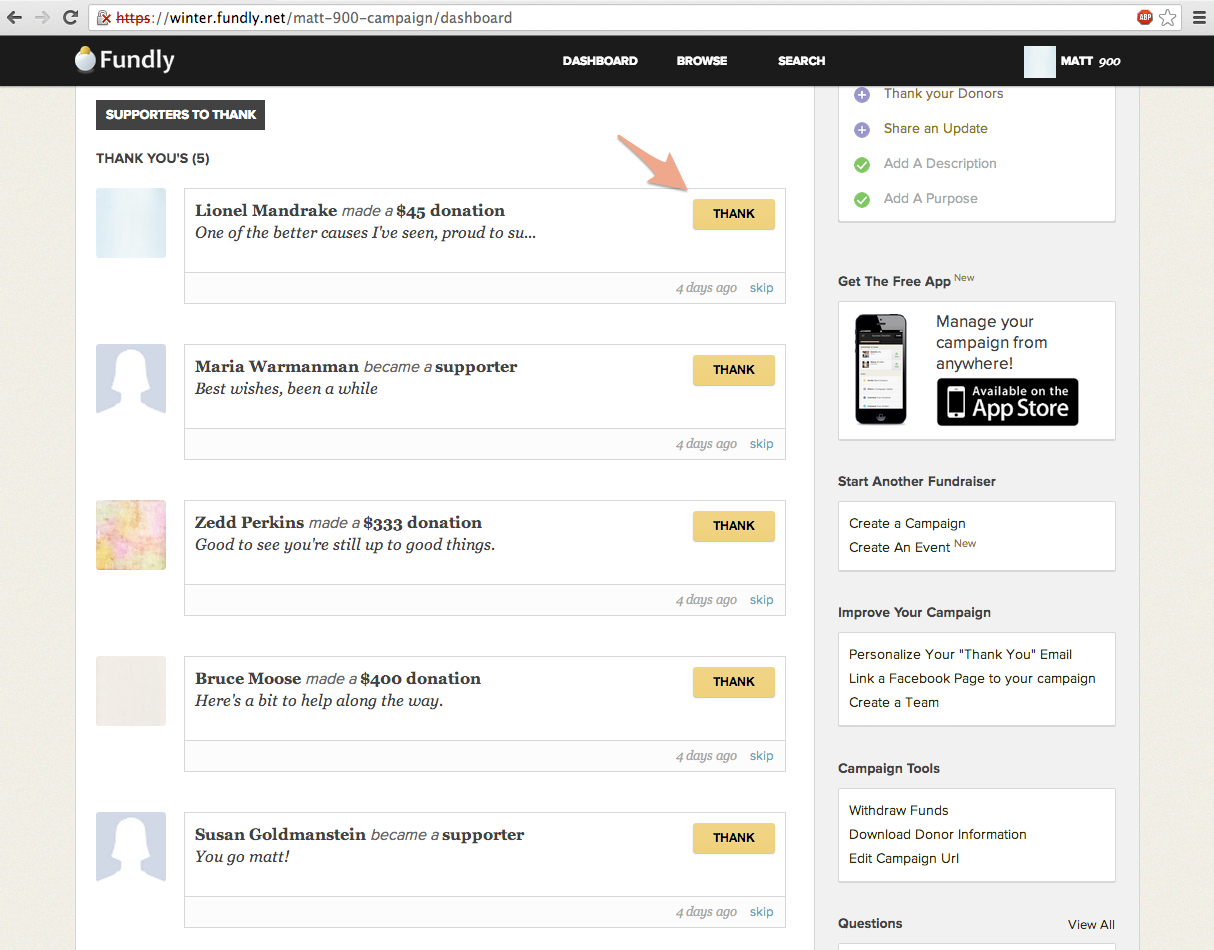 https://winter.fundly.net/matt-900-campaign/dashboard
ABP
Fundly
DASHBOARD
BROWSE
SEARCH
MATT 900
SUPPORTERS TO THANK
THANK YOU'S (5)
Lionel Mandrake made a $45 donation
One of the better causes I've seen, proud to su...
THANK
4 days ago skip
Maria Warmanman became a supporter
Best wishes, been a while
THANK
4 days ago skip
Zedd Perkins made a $333 donation
Good to see you're still up to good things.
THANK
4 days ago skip
Bruce Moose made a $400 donation
Here's a bit to help along the way.
THANK
4 days ago skip
Susan Goldmanstein became a supporter
You go matt!
THANK
4 days ago skip
Thank your Donors
Share an Update
Add A Description
Add A Purpose
Get The Free App New
Manage your
campaign from
anywhere!
Available on the
App Store
Start Another Fundraiser
Create a Campaign
Create An Event New
Improve Your Campaign
Personalize Your "Thank You" Email
Link a Facebook Page to your campaign
Create a Team
Campaign Tools
Withdraw Funds
Download Donor Information
Edit Campaign Url
Questions
View All